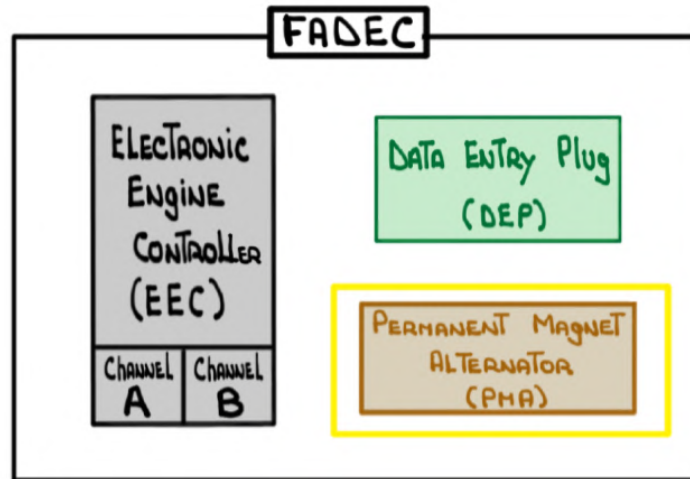 FADEC
ELECTRONIC
ENGINE
CONTROLLER
(EEC)
CHANNEL
A
CHANNEL
B
DATA ENTRY PLUG
(DEP)
PERMANENT MAGNET
ALTERNATOR
(PMA)